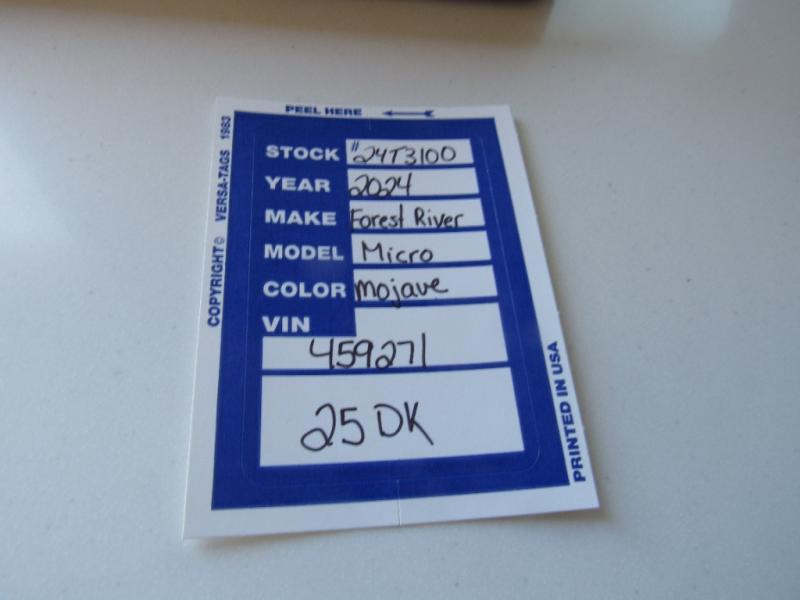 PEEL HERE
COPYRIGHT© VERSA-TAGS 1983
STOCK #24T3100
YEAR 2024
MAKE Forest River
MODEL Micro
COLOR Mojave
VIN
459271
25DK
PRINTED IN USA